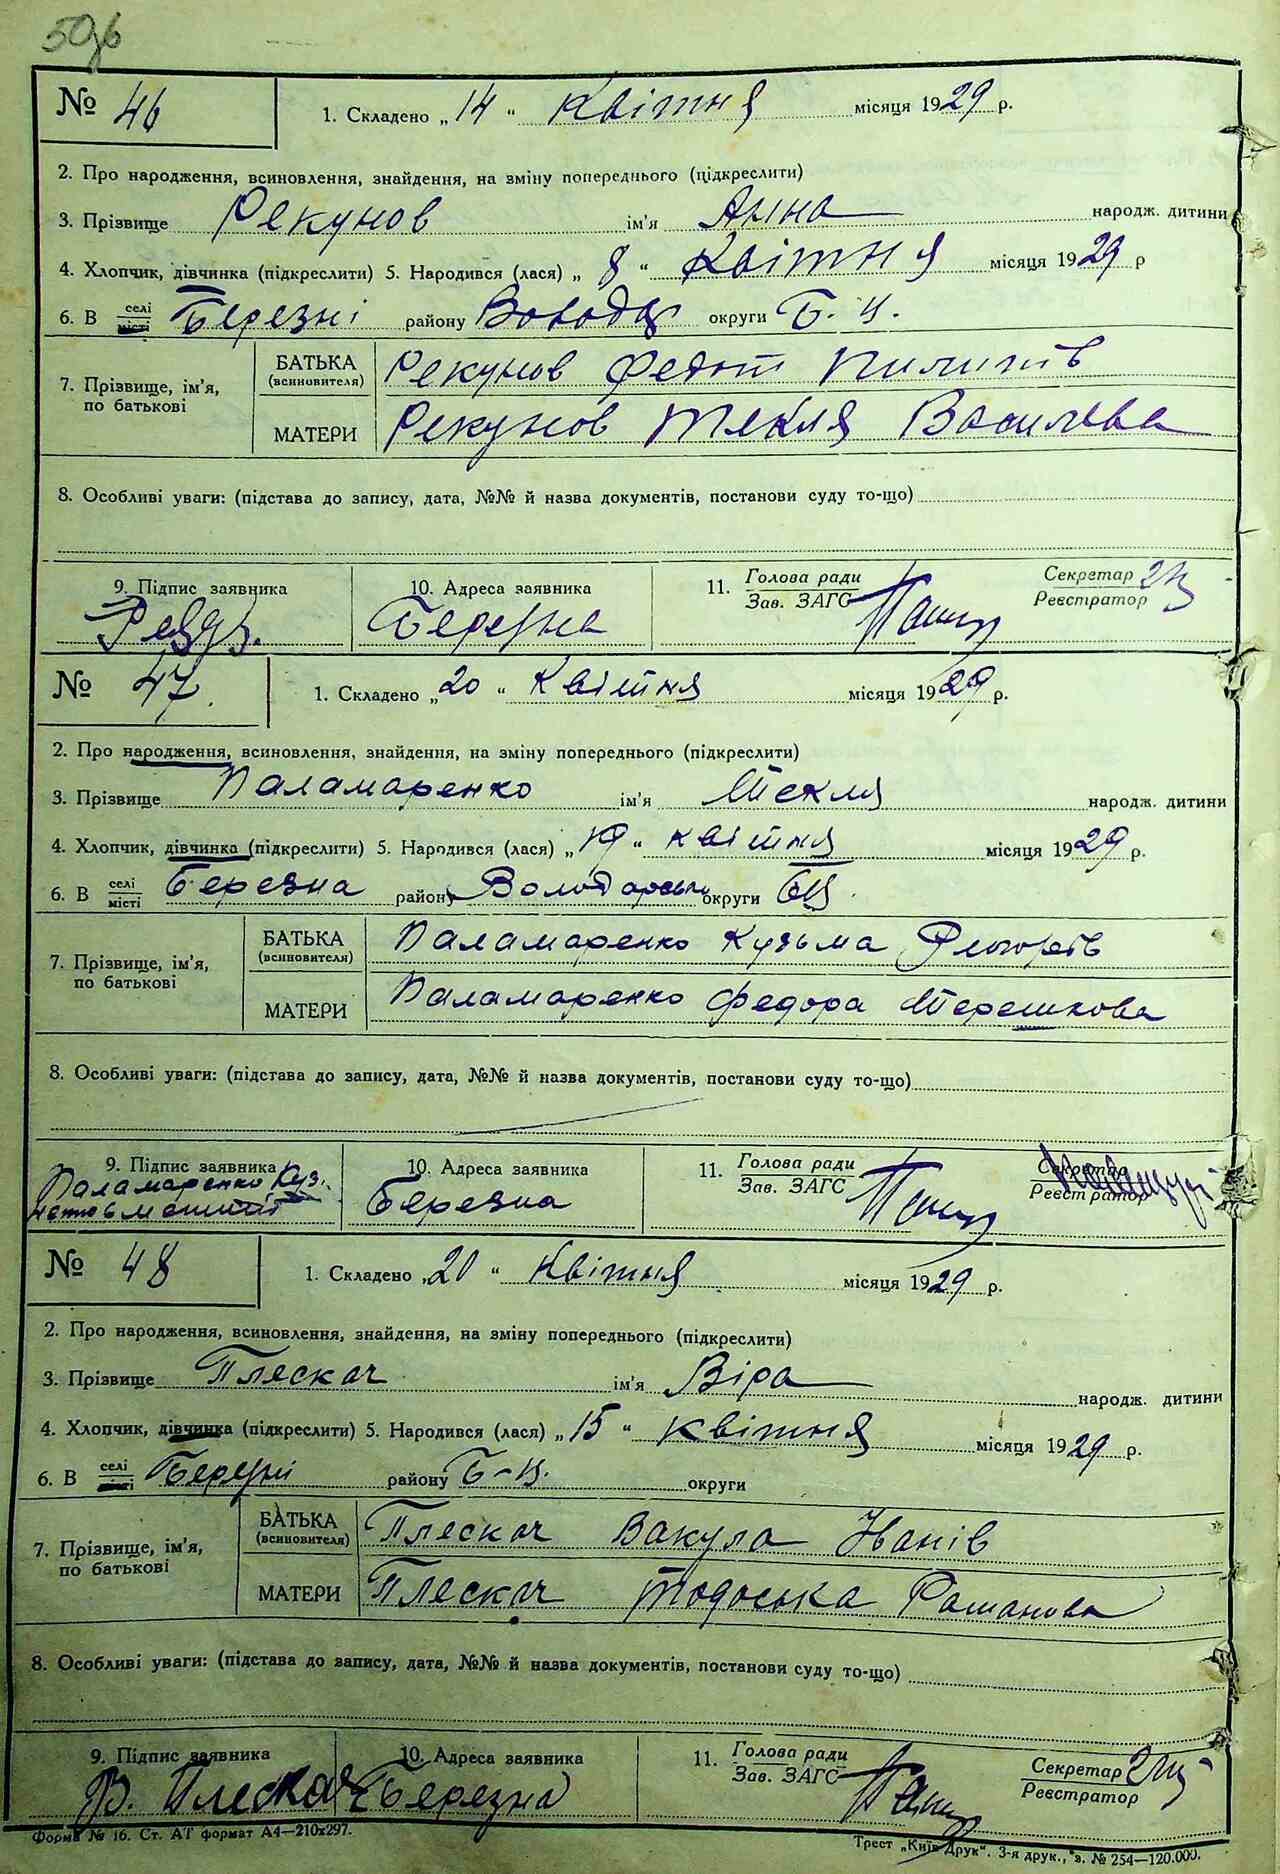 № 46
1. Складено „ 14 “ Квітня місяця 1929 р.
2. Про народження, всиновлення, знайдення, на зміну попереднього (підкреслити)
3. Прізвище Рекунов ім'я Анна народж. дитини
4. Хлопчик, дівчинка (підкреслити) 5. Народився (лася) „ 8 “ Квітня місяця 1929 р
6. В селі місті Березні району Волод округи Б. Ц.
7. Прізвище, ім'я, по батькові
БАТЬКА (всиновителя) Рекунов Федот Пилипів
МАТЕРИ Рекунов Текля Василева
8. Особливі уваги: (підстава до запису, дата, №№ й назва документів, постанови суду то-що)
9. Підпис заявника 10. Адреса заявника 11. Голова ради Зав. ЗАГС Секретар Реєстратор
Березна
№ 47.
1. Складено „ 20 “ Квітня місяця 1929 р.
2. Про народження, всиновлення, знайдення, на зміну попереднього (підкреслити)
3. Прізвище Паламаренко ім'я Текля народж. дитини
4. Хлопчик, дівчинка (підкреслити) 5. Народився (лася) „ 19 “ квітня місяця 1929 р.
6. В селі місті Березна району Володарськ округи БЦ.
7. Прізвище, ім'я, по батькові
БАТЬКА (всиновителя) Паламаренко Кузьма
МАТЕРИ Паламаренко Федора Терешкова
8. Особливі уваги: (підстава до запису, дата, №№ й назва документів, постанови суду то-що)
9. Підпис заявника 10. Адреса заявника 11. Голова ради Зав. ЗАГС Секретар Реєстратор
Паламаренко Куз. Березна
№ 48
1. Складено „ 20 “ Квітня місяця 1929 р.
2. Про народження, всиновлення, знайдення, на зміну попереднього (підкреслити)
3. Прізвище Плескач ім'я Віра народж. дитини
4. Хлопчик, дівчинка (підкреслити) 5. Народився (лася) „ 15 “ квітня місяця 1929 р.
6. В селі місті Березні району Б-Ц. округи
7. Прізвище, ім'я, по батькові
БАТЬКА (всиновителя) Плескач Вакула Іванів
МАТЕРИ Плескач Тодоська Романова
8. Особливі уваги: (підстава до запису, дата, №№ й назва документів, постанови суду то-що)
9. Підпис заявника 10. Адреса заявника 11. Голова ради Зав. ЗАГС Секретар Реєстратор
В. Плескач Березна
Форма № 16. Ст. АТ формат А4—210х297.
Трест „Київ-Друк“. 3-я друк., з. № 254—120.000.